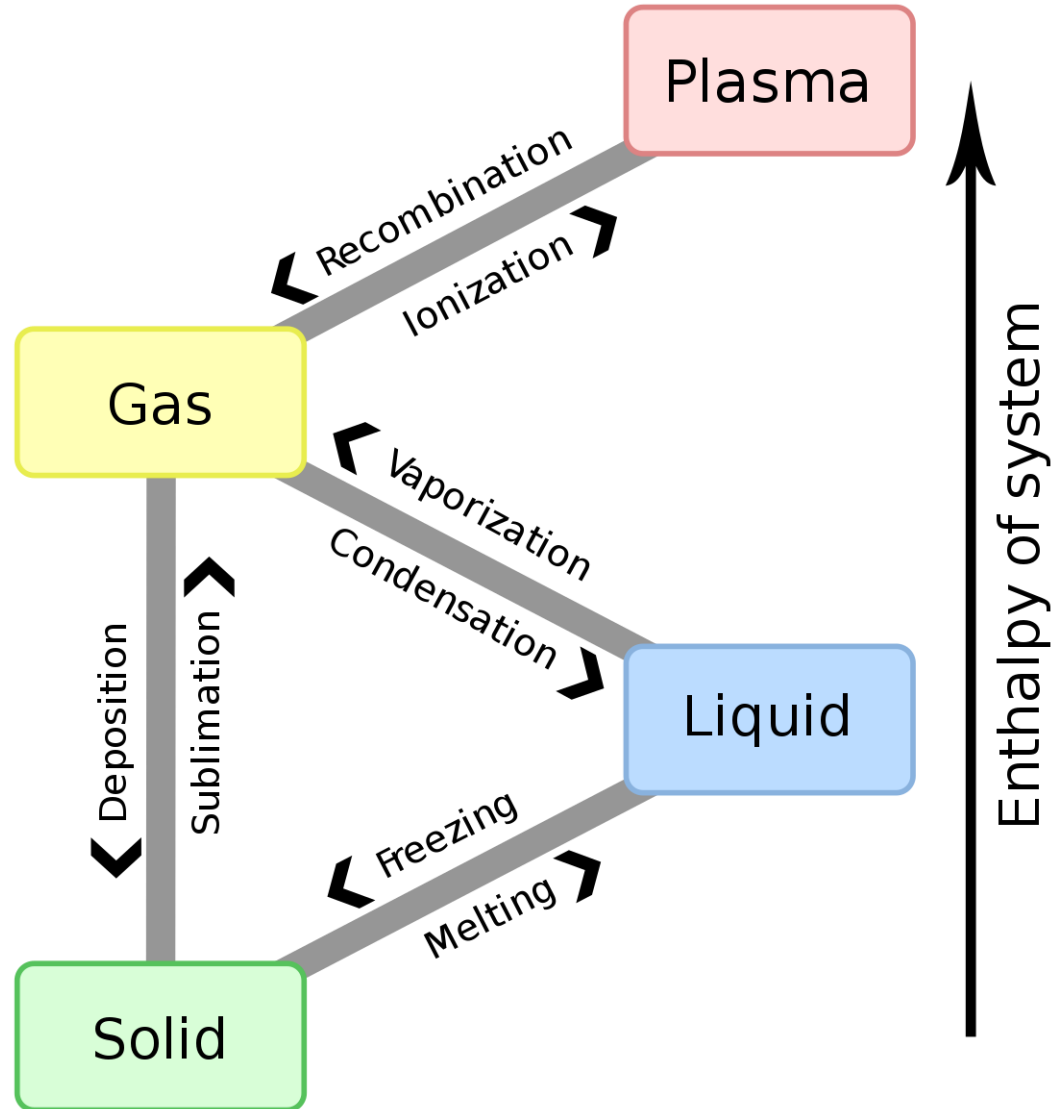 Plasma
Recombination
Ionization
Gas
Vaporization
Condensation
Deposition
Sublimation
Liquid
Freezing
Melting
Solid
Enthalpy of system